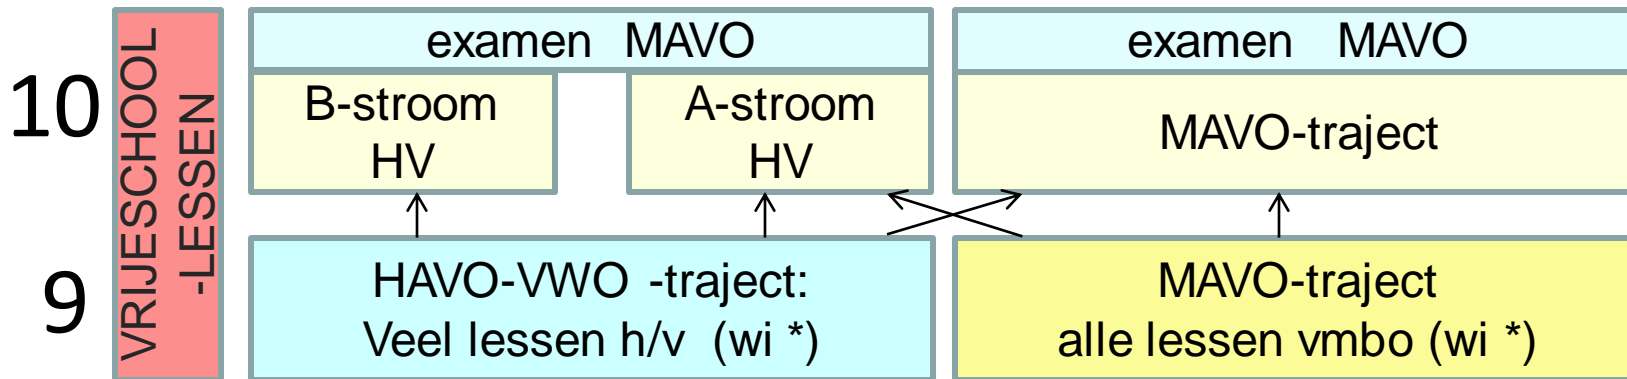 10
9
VRIJESCHOOL
-LESSEN
examen MAVO
B-stroom
HV
A-stroom
HV
HAVO-VWO -traject:
Veel lessen h/v (wi *)
examen MAVO
MAVO-traject
MAVO-traject
alle lessen vmbo (wi *)